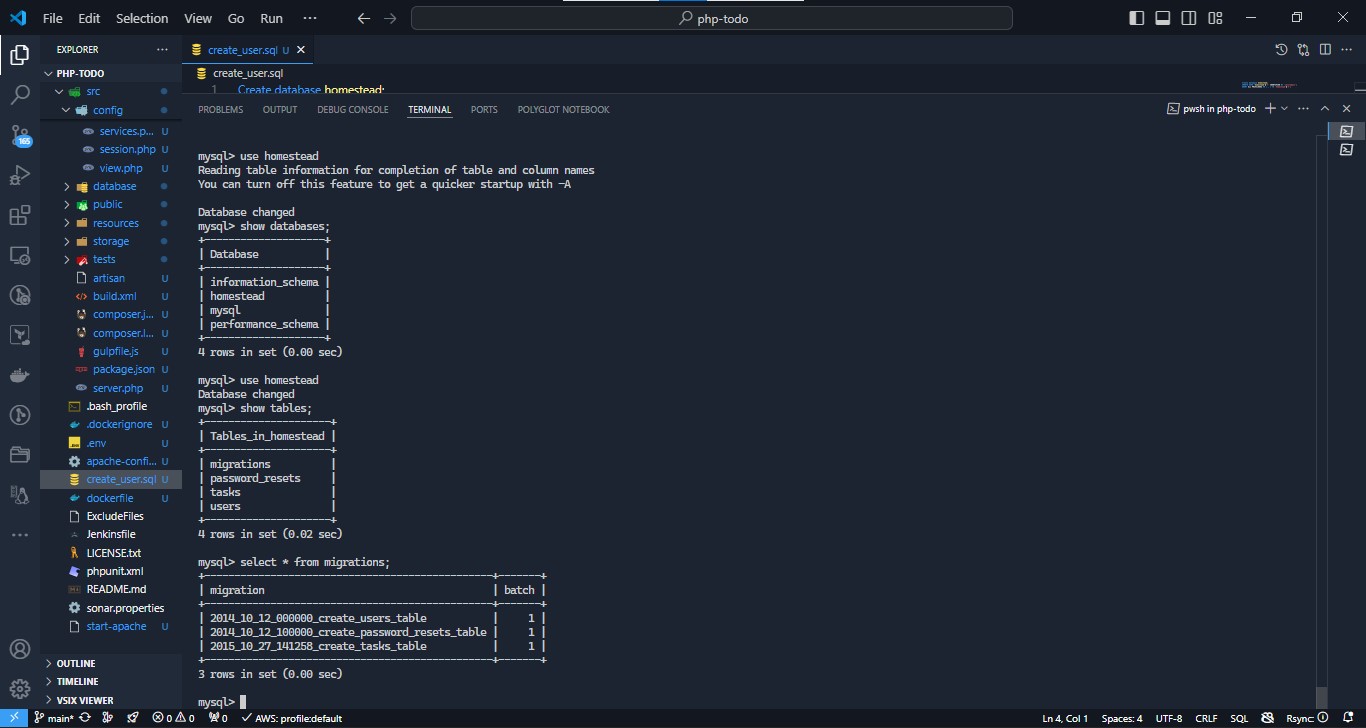 File Edit Selection View Go Run ··· php-todo
EXPLORER ···
create_user.sql U
PHP-TODO
create_user.sql
src
1 Create database homestead;
config
PROBLEMS OUTPUT DEBUG CONSOLE TERMINAL PORTS POLYGLOT NOTEBOOK
pwsh in php-todo
services.p... U
session.php U
view.php U
database
public
resources
storage
tests
artisan U
build.xml U
composer.j... U
composer.l... U
gulpfile.js U
package.json U
server.php U
.bash_profile
.dockerignore U
.env U
apache-confi... U
create_user.sql U
dockerfile U
ExcludeFiles
Jenkinsfile
LICENSE.txt
phpunit.xml
README.md
sonar.properties
start-apache U
OUTLINE
TIMELINE
VSIX VIEWER
165
mysql> use homestead
Reading table information for completion of table and column names
You can turn off this feature to get a quicker startup with -A
Database changed
mysql> show databases;
+--------------------+
| Database           |
+--------------------+
| information_schema |
| homestead          |
| mysql              |
| performance_schema |
+--------------------+
4 rows in set (0.00 sec)
mysql> use homestead
Database changed
mysql> show tables;
+---------------------+
| Tables_in_homestead |
+---------------------+
| migrations          |
| password_resets     |
| tasks               |
| users               |
+---------------------+
4 rows in set (0.02 sec)
mysql> select * from migrations;
+------------------------------------------------+-------+
| migration                                      | batch |
+------------------------------------------------+-------+
| 2014_10_12_000000_create_users_table           |     1 |
| 2014_10_12_100000_create_password_resets_table |     1 |
| 2015_10_27_141258_create_tasks_table           |     1 |
+------------------------------------------------+-------+
3 rows in set (0.00 sec)
mysql>
main* 0 0 0 AWS: profile:default Ln 4, Col 1 Spaces: 4 UTF-8 CRLF SQL Rsync: